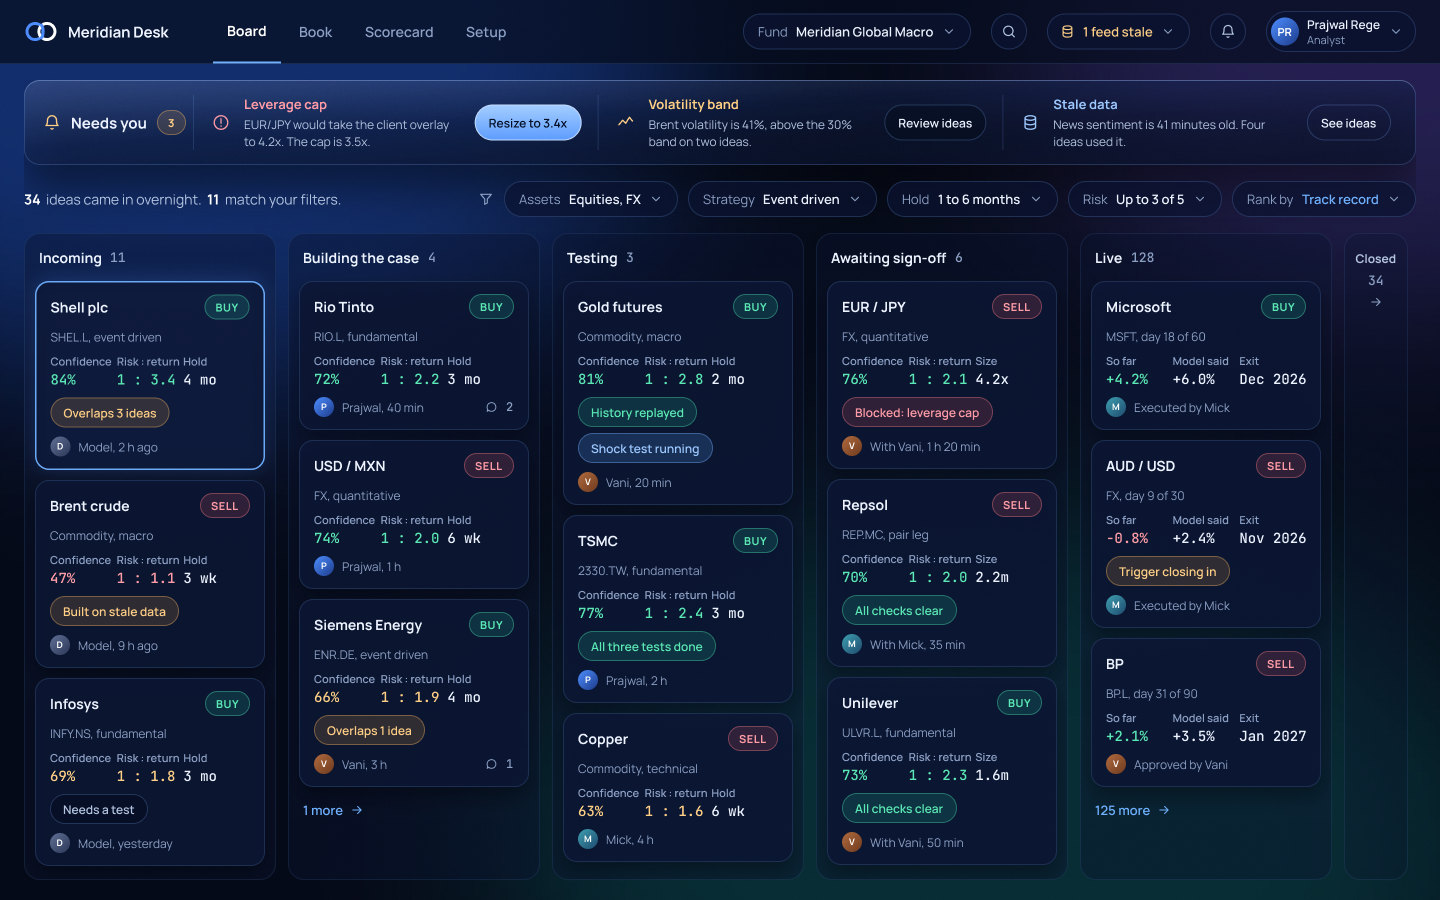 Meridian Desk
Board
Book
Scorecard
Setup
Fund Meridian Global Macro
1 feed stale
PR
Prajwal Rege
Analyst
Needs you 3
Leverage cap
EUR/JPY would take the client overlay
to 4.2x. The cap is 3.5x.
Resize to 3.4x
Volatility band
Brent volatility is 41%, above the 30%
band on two ideas.
Review ideas
Stale data
News sentiment is 41 minutes old. Four
ideas used it.
See ideas
34 ideas came in overnight. 11 match your filters.
Assets Equities, FX
Strategy Event driven
Hold 1 to 6 months
Risk Up to 3 of 5
Rank by Track record
Incoming 11
Shell plc BUY
SHEL.L, event driven
Confidence Risk : return Hold
84% 1 : 3.4 4 mo
Overlaps 3 ideas
D Model, 2 h ago
Brent crude SELL
Commodity, macro
Confidence Risk : return Hold
47% 1 : 1.1 3 wk
Built on stale data
D Model, 9 h ago
Infosys BUY
INFY.NS, fundamental
Confidence Risk : return Hold
69% 1 : 1.8 3 mo
Needs a test
D Model, yesterday
Building the case 4
Rio Tinto BUY
RIO.L, fundamental
Confidence Risk : return Hold
72% 1 : 2.2 3 mo
P Prajwal, 40 min 2
USD / MXN SELL
FX, quantitative
Confidence Risk : return Hold
74% 1 : 2.0 6 wk
P Prajwal, 1 h
Siemens Energy BUY
ENR.DE, event driven
Confidence Risk : return Hold
66% 1 : 1.9 4 mo
Overlaps 1 idea
V Vani, 3 h 1
1 more →
Testing 3
Gold futures BUY
Commodity, macro
Confidence Risk : return Hold
81% 1 : 2.8 2 mo
History replayed
Shock test running
V Vani, 20 min
TSMC BUY
2330.TW, fundamental
Confidence Risk : return Hold
77% 1 : 2.4 3 mo
All three tests done
P Prajwal, 2 h
Copper SELL
Commodity, technical
Confidence Risk : return Hold
63% 1 : 1.6 6 wk
M Mick, 4 h
Awaiting sign-off 6
EUR / JPY SELL
FX, quantitative
Confidence Risk : return Size
76% 1 : 2.1 4.2x
Blocked: leverage cap
V With Vani, 1 h 20 min
Repsol SELL
REP.MC, pair leg
Confidence Risk : return Size
70% 1 : 2.0 2.2m
All checks clear
M With Mick, 35 min
Unilever BUY
ULVR.L, fundamental
Confidence Risk : return Size
73% 1 : 2.3 1.6m
All checks clear
V With Vani, 50 min
Live 128
Microsoft BUY
MSFT, day 18 of 60
So far Model said Exit
+4.2% +6.0% Dec 2026
M Executed by Mick
AUD / USD SELL
FX, day 9 of 30
So far Model said Exit
-0.8% +2.4% Nov 2026
Trigger closing in
M Executed by Mick
BP SELL
BP.L, day 31 of 90
So far Model said Exit
+2.1% +3.5% Jan 2027
V Approved by Vani
125 more →
Closed
34
→